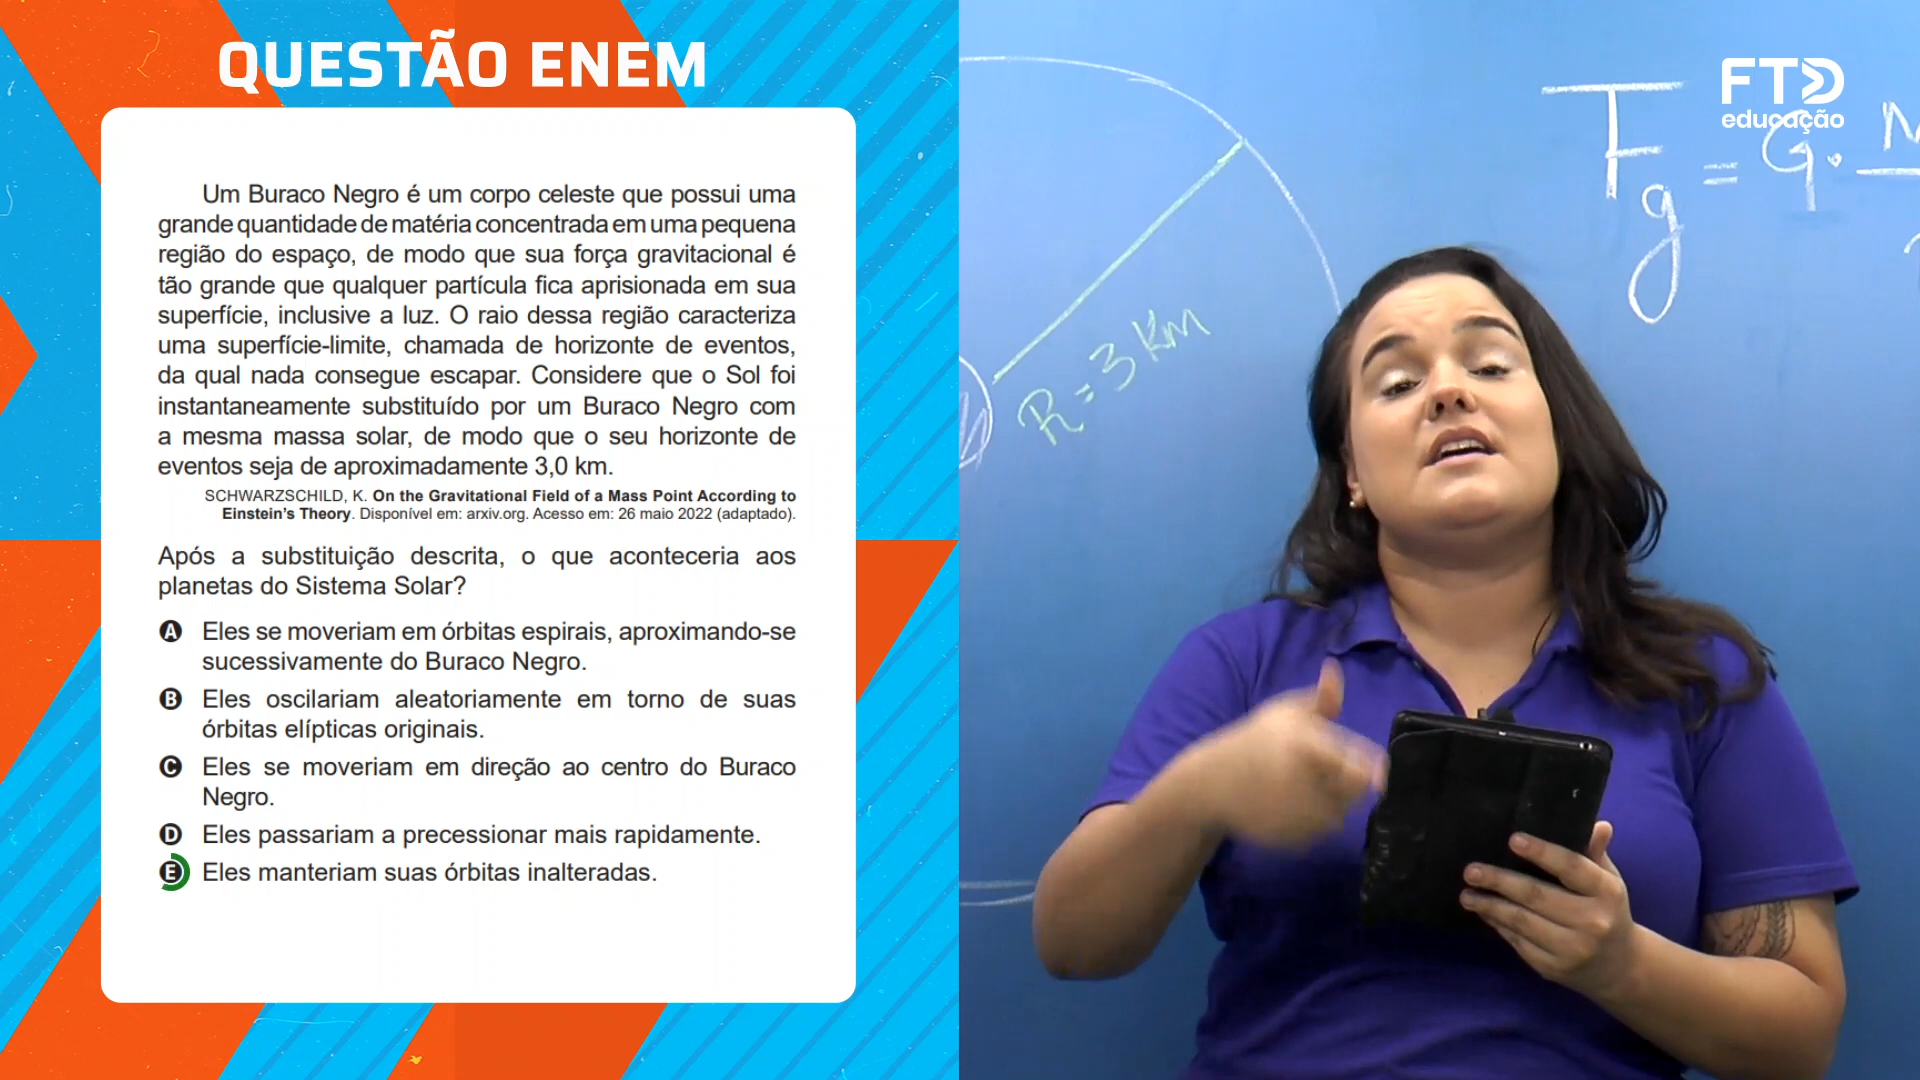 QUESTÃO ENEM
Um Buraco Negro é um corpo celeste que possui uma
grande quantidade de matéria concentrada em uma pequena
região do espaço, de modo que sua força gravitacional é
tão grande que qualquer partícula fica aprisionada em sua
superfície, inclusive a luz. O raio dessa região caracteriza
uma superfície-limite, chamada de horizonte de eventos,
da qual nada consegue escapar. Considere que o Sol foi
instantaneamente substituído por um Buraco Negro com
a mesma massa solar, de modo que o seu horizonte de
eventos seja de aproximadamente 3,0 km.
SCHWARZSCHILD, K. On the Gravitational Field of a Mass Point According to
Einstein's Theory. Disponível em: arxiv.org. Acesso em: 26 maio 2022 (adaptado).
Após a substituição descrita, o que aconteceria aos
planetas do Sistema Solar?
A Eles se moveriam em órbitas espirais, aproximando-se
sucessivamente do Buraco Negro.
B Eles oscilariam aleatoriamente em torno de suas
órbitas elípticas originais.
C Eles se moveriam em direção ao centro do Buraco
Negro.
D Eles passariam a precessionar mais rapidamente.
E Eles manteriam suas órbitas inalteradas.
FTD
educação
Fg = G.
R = 3 Km